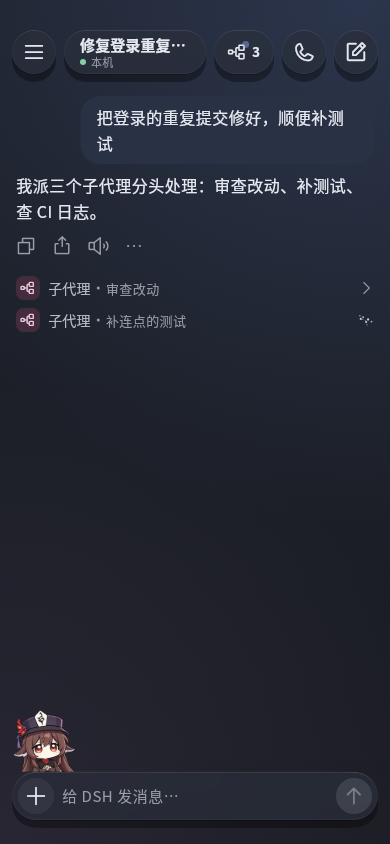 修复登录重复…
本机
3
把登录的重复提交修好，顺便补测
试
我派三个子代理分头处理：审查改动、补测试、
查 CI 日志。
子代理·审查改动
子代理·补连点的测试
给 DSH 发消息…